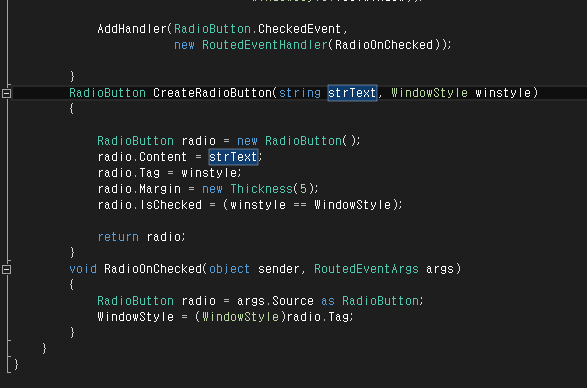 AddHandler(RadioButton.CheckedEvent,
new RoutedEventHandler(RadioOnChecked));
}
RadioButton CreateRadioButton(string strText, WindowStyle winstyle)
{
RadioButton radio = new RadioButton();
radio.Content = strText;
radio.Tag = winstyle;
radio.Margin = new Thickness(5);
radio.IsChecked = (winstyle == WindowStyle);
return radio;
}
void RadioOnChecked(object sender, RoutedEventArgs args)
{
RadioButton radio = args.Source as RadioButton;
WindowStyle = (WindowStyle)radio.Tag;
}
}
}